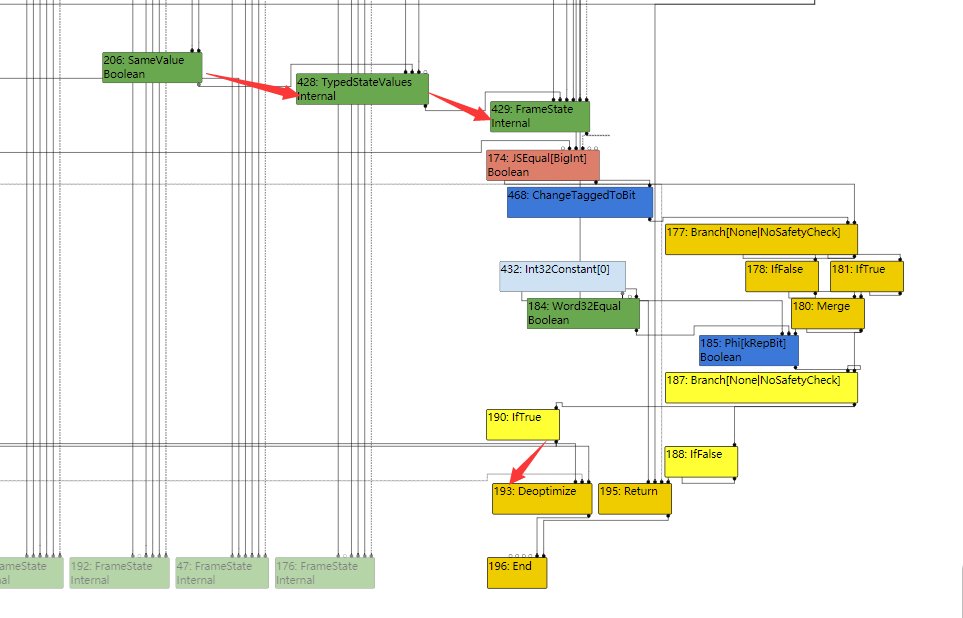 206: SameValue
Boolean
428: TypedStateValues
Internal
429: FrameState
Internal
174: JSEqual[BigInt]
Boolean
468: ChangeTaggedToBit
177: Branch[None|NoSafetyCheck]
432: Int32Constant[0]
178: IfFalse
181: IfTrue
184: Word32Equal
Boolean
180: Merge
185: Phi[kRepBit]
Boolean
187: Branch[None|NoSafetyCheck]
190: IfTrue
188: IfFalse
193: Deoptimize
195: Return
ameState
al
192: FrameState
Internal
47: FrameState
Internal
176: FrameState
Internal
196: End